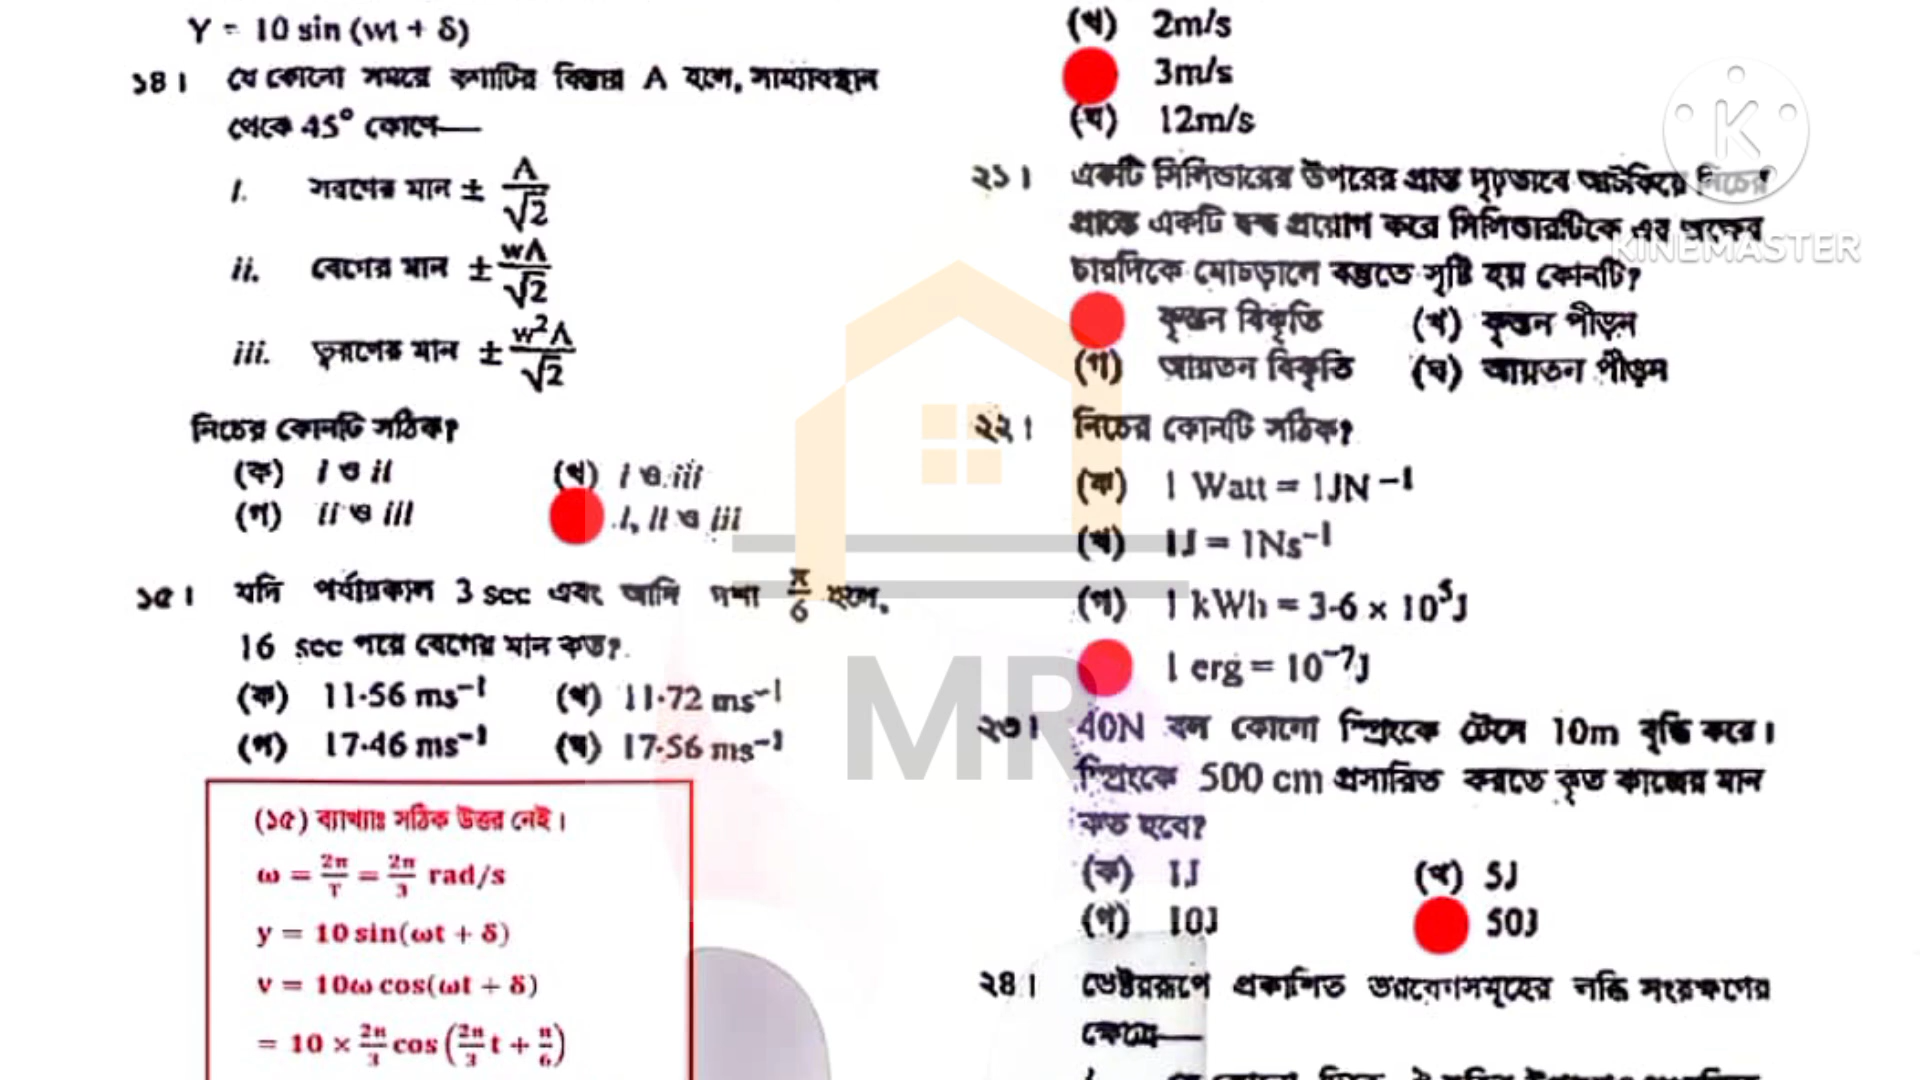 Y = 10 sin (wt + δ)
১৪। যে কোনো সময়ে কণাটির বিস্তার A হলে, সাম্যাবস্থান
থেকে 45° কোণে—
i. সরণের মান ± A/√2
ii. বেগের মান ± wA/√2
iii. ত্বরণের মান ± w²A/√2
নিচের কোনটি সঠিক?
(ক) i ও ii (খ) i ও iii
(গ) ii ও iii i, ii ও iii
১৫। যদি পর্যায়কাল 3 sec এবং আদি দশা π/6 হলে,
16 sec পরে বেগের মান কত?
(ক) 11·56 ms⁻¹ (খ) 11·72 ms⁻¹
(গ) 17·46 ms⁻¹ (ঘ) 17·56 ms⁻¹
(১৫) ব্যাখ্যাঃ সঠিক উত্তর নেই।
ω = 2π/T = 2π/3 rad/s
y = 10 sin(ωt + δ)
v = 10ω cos(ωt + δ)
= 10 × 2π/3 cos (2π/3 t + π/6)
(খ) 2m/s
3m/s
(ঘ) 12m/s
২১। একটি সিলিন্ডারের উপরের প্রান্ত দৃঢ়ভাবে আটকিয়ে নিচের
প্রান্তে একটি দ্বন্দ্ব প্রয়োগ করে সিলিন্ডারটিকে এর অক্ষের
চারদিকে মোচড়ালে বস্তুতে সৃষ্টি হয় কোনটি?
কৃন্তন বিকৃতি (খ) কৃন্তন পীড়ন
(গ) আয়তন বিকৃতি (ঘ) আয়তন পীড়ন
২২। নিচের কোনটি সঠিক?
(ক) 1 Watt = 1JN⁻¹
(খ) 1J = 1Ns⁻¹
(গ) 1 kWh = 3·6 × 10⁵J
1 erg = 10⁻⁷J
২৩। 40N বল কোনো স্প্রিংকে টেনে 10m বৃদ্ধি করে।
স্প্রিংকে 500 cm প্রসারিত করতে কৃত কাজের মান
কত হবে?
(ক) 1J (খ) 5J
(গ) 10J 50J
২৪। ভেক্টররূপে প্রকাশিত ভরবেগসমূহের লব্ধি সংরক্ষণের
ক্ষেত্রে—
K
KINEMASTER
MR